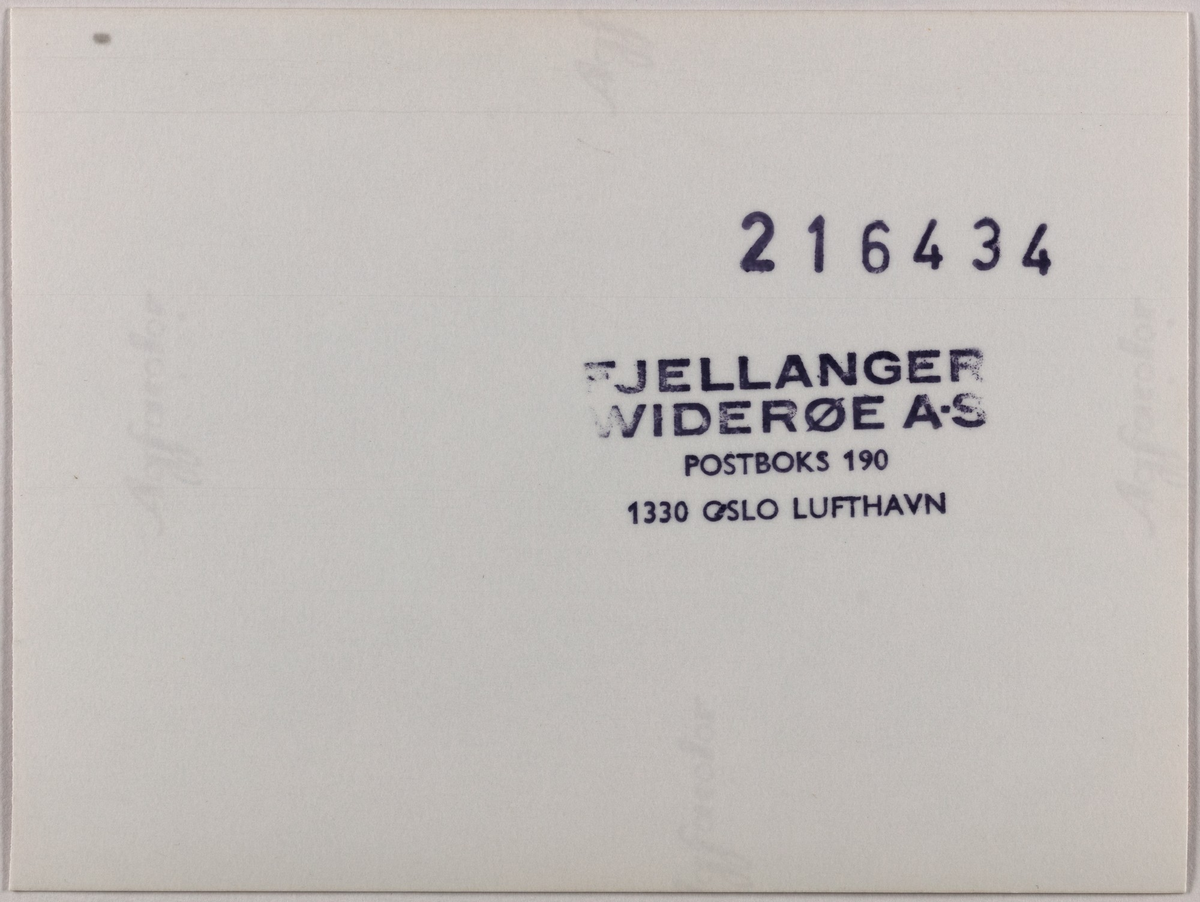 216434
FJELLANGER
WIDERØE A-S
POSTBOKS 190
1330 OSLO LUFTHAVN